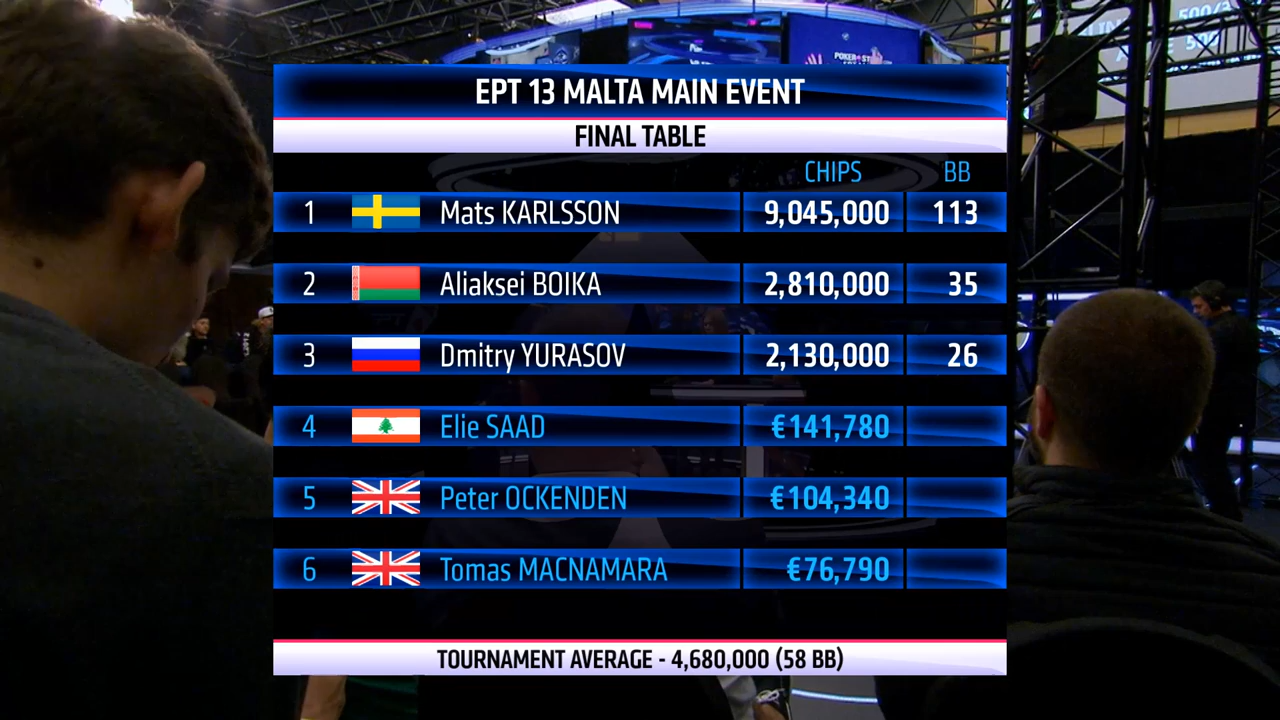 EPT 13 MALTA MAIN EVENT
FINAL TABLE
CHIPS BB
1 Mats KARLSSON 9,045,000 113
2 Aliaksei BOIKA 2,810,000 35
3 Dmitry YURASOV 2,130,000 26
4 Elie SAAD €141,780
5 Peter OCKENDEN €104,340
6 Tomas MACNAMARA €76,790
TOURNAMENT AVERAGE - 4,680,000 (58 BB)